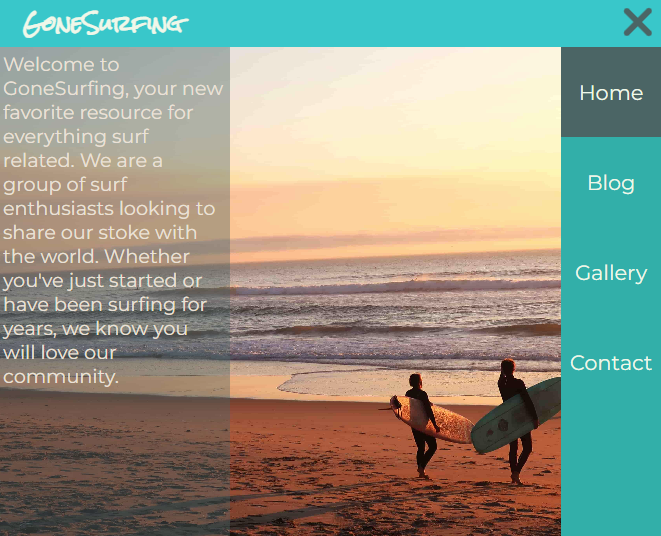 GoneSurfing
Welcome to
GoneSurfing, your new
favorite resource for
everything surf
related. We are a
group of surf
enthusiasts looking to
share our stoke with
the world. Whether
you've just started or
have been surfing for
years, we know you
will love our
community.
Home
Blog
Gallery
Contact